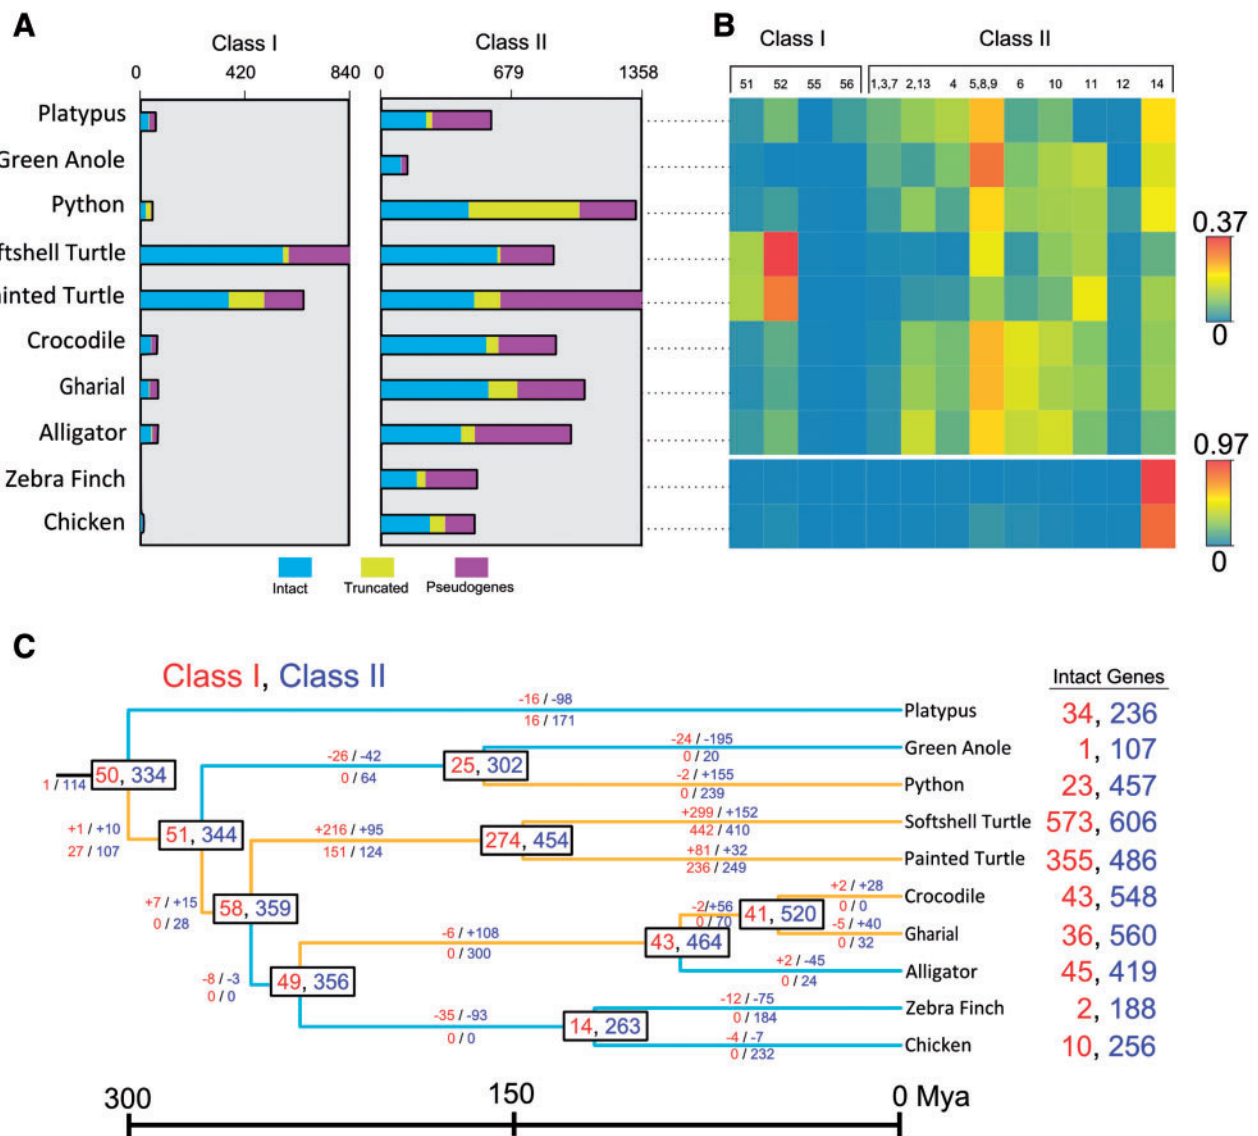 A
Class I
Class II
0 420 840
0 679 1358
Platypus
Green Anole
Python
ftshell Turtle
ainted Turtle
Crocodile
Gharial
Alligator
Zebra Finch
Chicken
Intact Truncated Pseudogenes
B
Class I Class II
51 52 55 56 1,3,7 2,13 4 5,8,9 6 10 11 12 14
0.37
0
0.97
0
C
Class I, Class II
Intact Genes
-16 / -98
16 / 171
Platypus 34, 236
-24 / -195
0 / 20
Green Anole 1, 107
-26 / -42
0 / 64
25, 302
-2 / +155
0 / 239
Python 23, 457
50, 334
1 / 114
+1 / +10
27 / 107
51, 344
+299 / +152
442 / 410
Softshell Turtle 573, 606
+216 / +95
151 / 124
274, 454
+81 / +32
236 / 249
Painted Turtle 355, 486
+7 / +15
0 / 28
58, 359
+2 / +28
0 / 0
Crocodile 43, 548
-2/+56
0 / 70
41, 520
-5 / +40
0 / 32
Gharial 36, 560
-6 / +108
0 / 300
43, 464
+2 / -45
0 / 24
Alligator 45, 419
-8 / -3
0 / 0
49, 356
-12 / -75
0 / 184
Zebra Finch 2, 188
-35 / -93
0 / 0
14, 263
-4 / -7
0 / 232
Chicken 10, 256
300 150 0 Mya